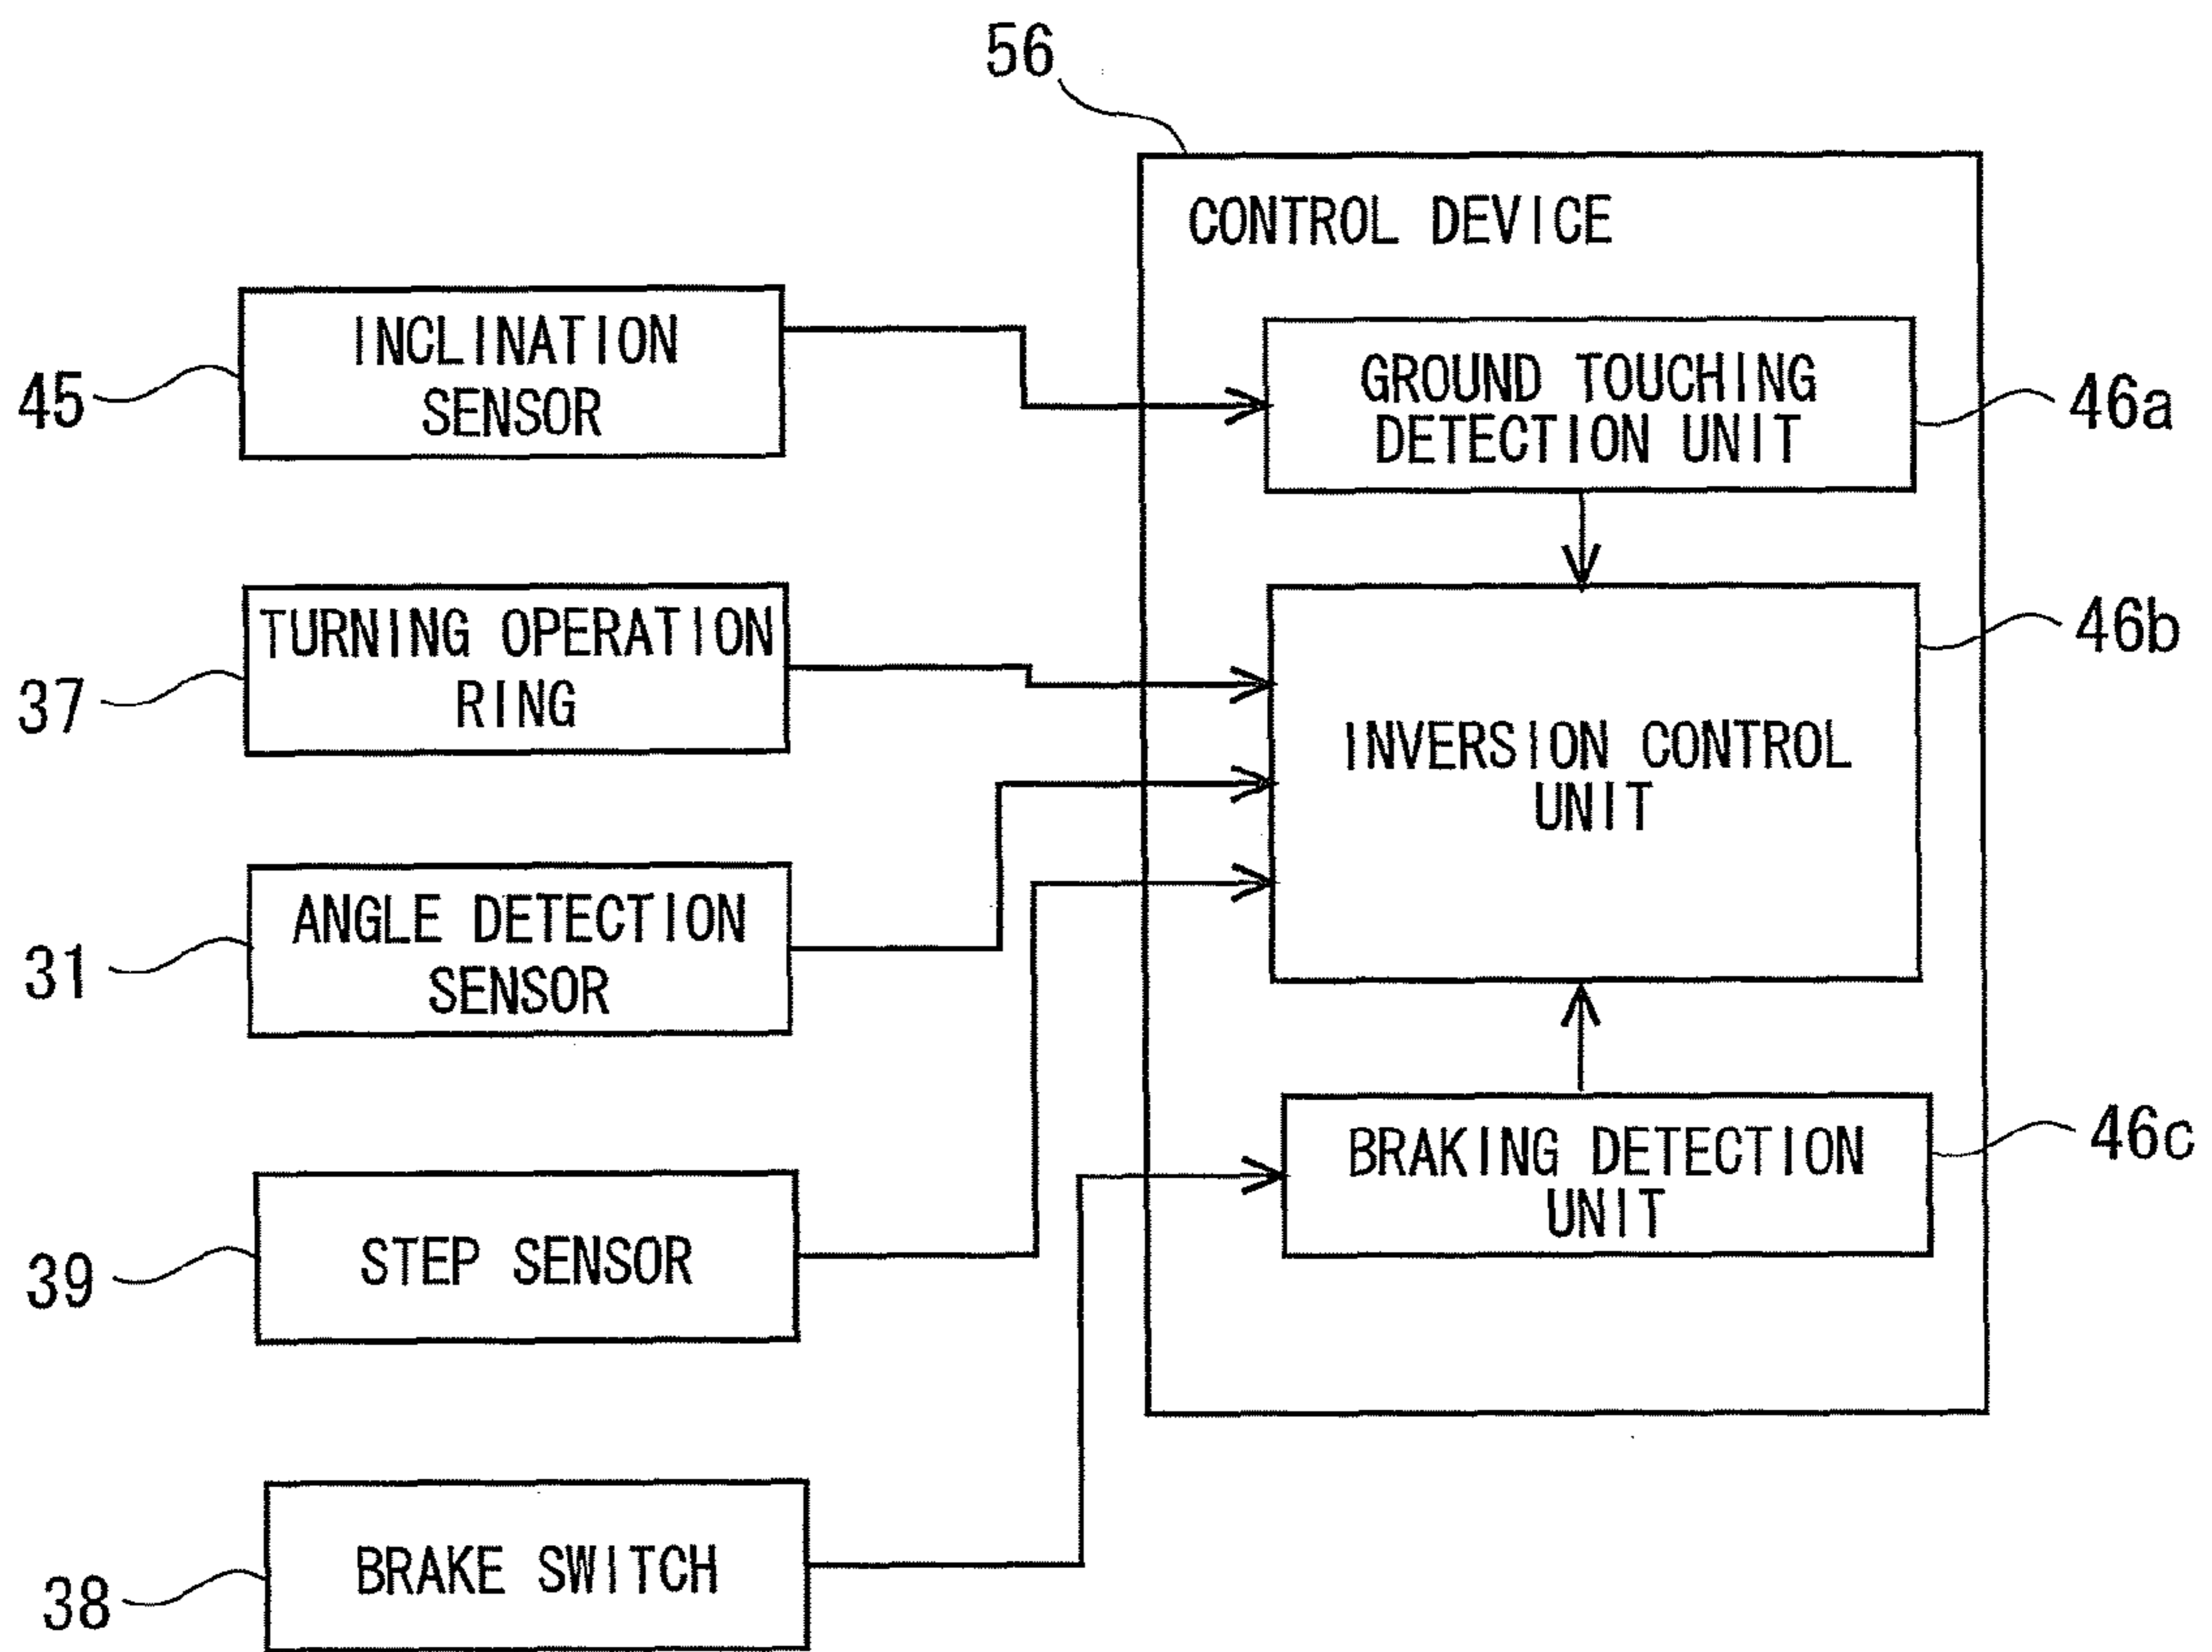 56
CONTROL DEVICE
INCLINATION
SENSOR
45
GROUND TOUCHING
DETECTION UNIT
46a
TURNING OPERATION
RING
37
INVERSION CONTROL
UNIT
46b
ANGLE DETECTION
SENSOR
31
BRAKING DETECTION
UNIT
46c
STEP SENSOR
39
BRAKE SWITCH
38